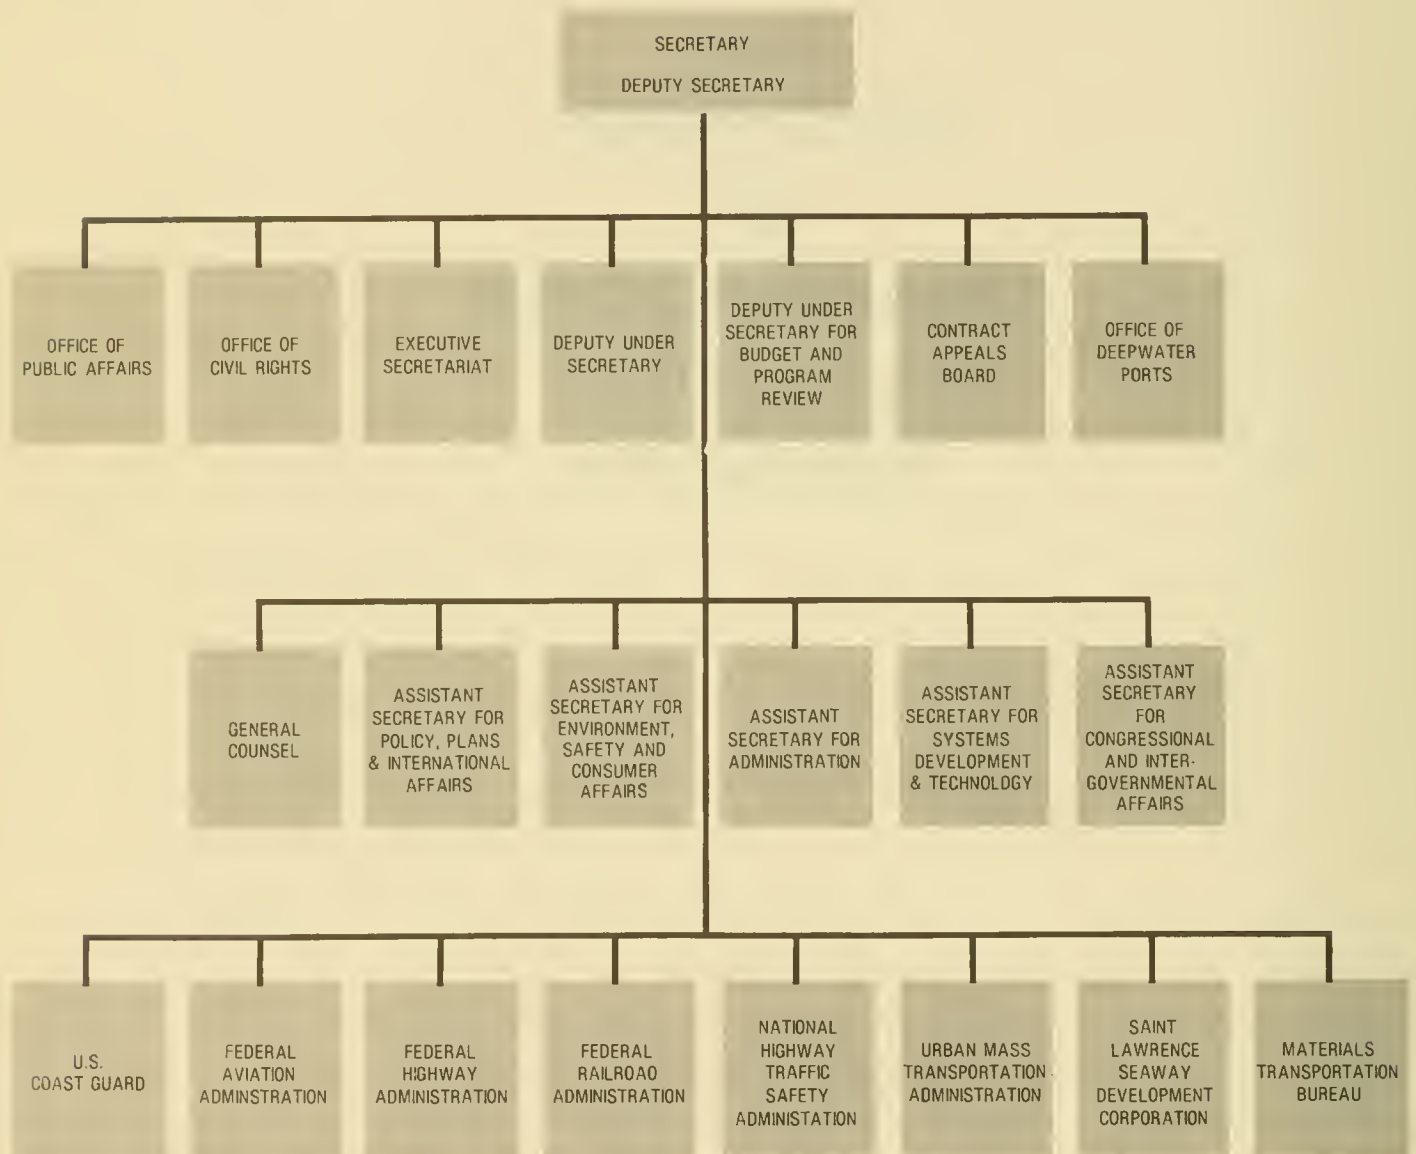 SECRETARY
DEPUTY SECRETARY
OFFICE OF
PUBLIC AFFAIRS
OFFICE OF
CIVIL RIGHTS
EXECUTIVE
SECRETARIAT
DEPUTY UNDER
SECRETARY
DEPUTY UNDER
SECRETARY FOR
BUDGET AND
PROGRAM
REVIEW
CONTRACT
APPEALS
BOARD
OFFICE OF
DEEPWATER
PORTS
GENERAL
COUNSEL
ASSISTANT
SECRETARY FOR
POLICY, PLANS
& INTERNATIONAL
AFFAIRS
ASSISTANT
SECRETARY FOR
ENVIRONMENT,
SAFETY AND
CONSUMER
AFFAIRS
ASSISTANT
SECRETARY FOR
ADMINISTRATION
ASSISTANT
SECRETARY FOR
SYSTEMS
DEVELOPMENT
& TECHNOLOGY
ASSISTANT
SECRETARY
FOR
CONGRESSIONAL
AND INTER-
GOVERNMENTAL
AFFAIRS
U.S.
COAST GUARD
FEDERAL
AVIATION
ADMINSTRATION
FEDERAL
HIGHWAY
ADMINISTRATION
FEDERAL
RAILROAD
ADMINISTRATION
NATIONAL
HIGHWAY
TRAFFIC
SAFETY
ADMINISTATION
URBAN MASS
TRANSPORTATION
ADMINISTRATION
SAINT
LAWRENCE
SEAWAY
DEVELOPMENT
CORPORATION
MATERIALS
TRANSPORTATION
BUREAU